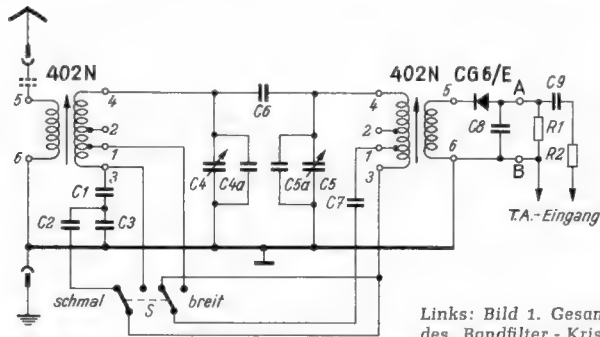 402N
402N
CG6/E
5
4
C6
4
5
A
C9
C8
R1
2
2
1
1
R2
6
3
C4
C4a
C5a
C5
3
6
B
C1
C7
T.A.-Eingang
C2
C3
schmal
S
breit
Links: Bild 1. Gesan
des Bandfilter - Kris